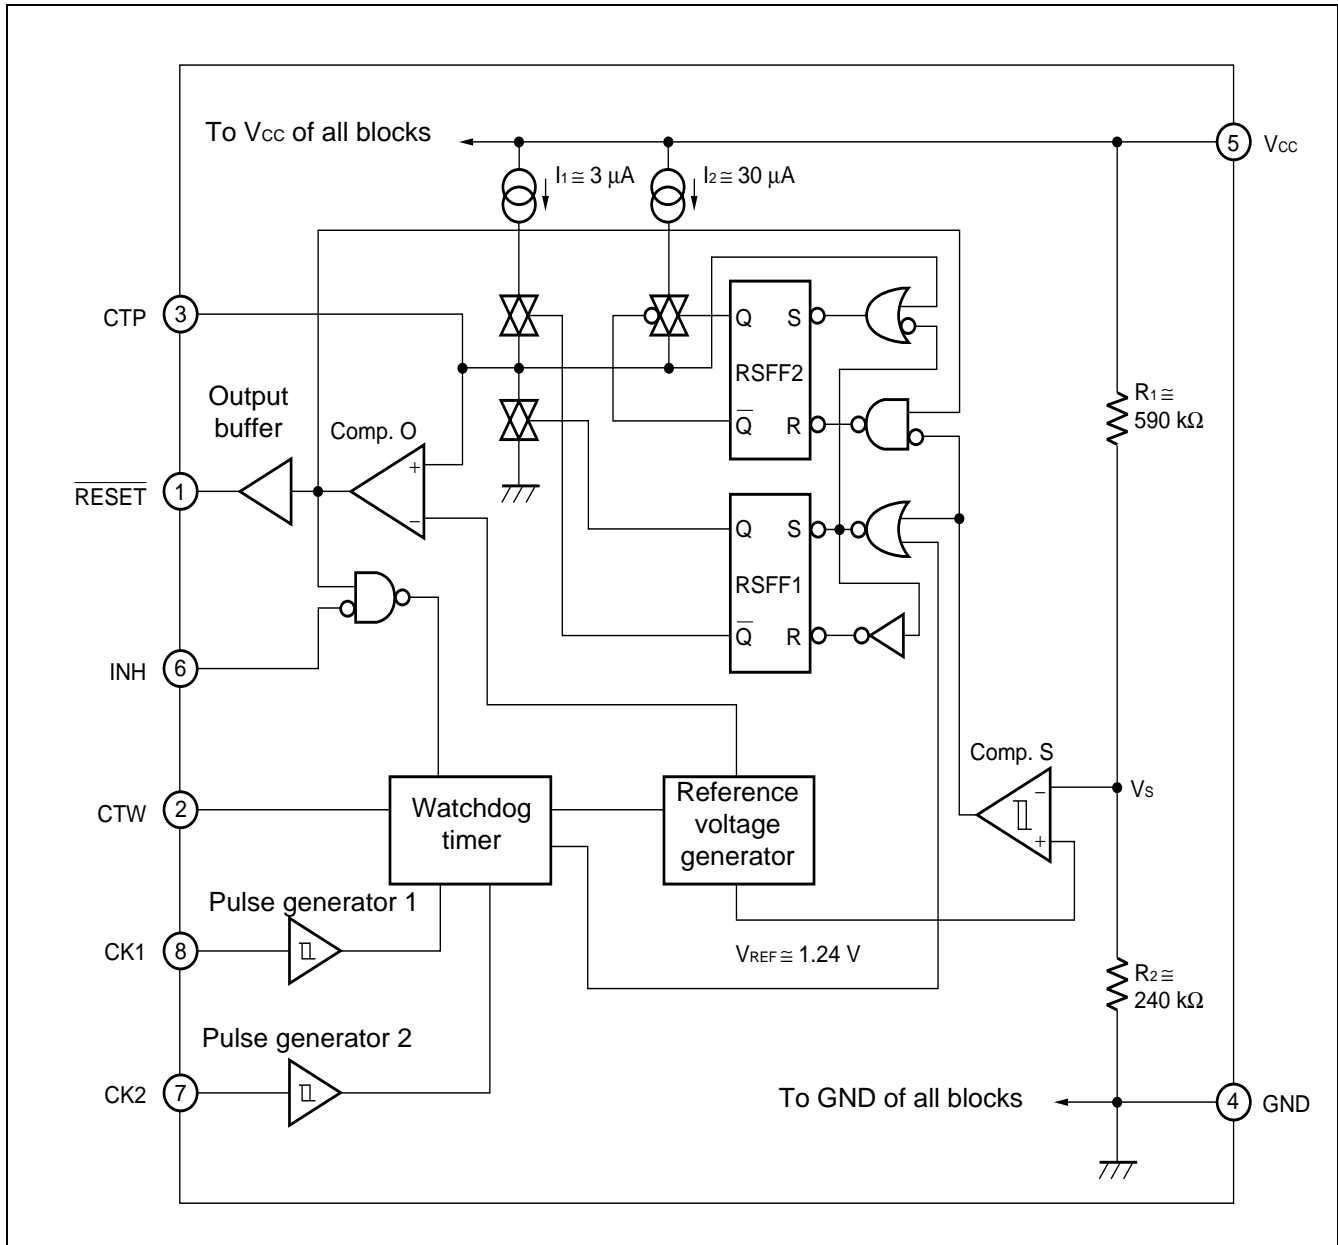 To VCC of all blocks
5
VCC
I1 ≅ 3 μA
I2 ≅ 30 μA
CTP
3
Q
S
RSFF2
Q̅
R
R1 ≅
590 kΩ
Output
buffer
Comp. O
+
−
R̅E̅S̅E̅T̅
1
Q
S
RSFF1
Q̅
R
INH
6
Comp. S
−
+
VS
CTW
2
Watchdog
timer
Reference
voltage
generator
Pulse generator 1
CK1
8
VREF ≅ 1.24 V
R2 ≅
240 kΩ
Pulse generator 2
CK2
7
To GND of all blocks
4
GND